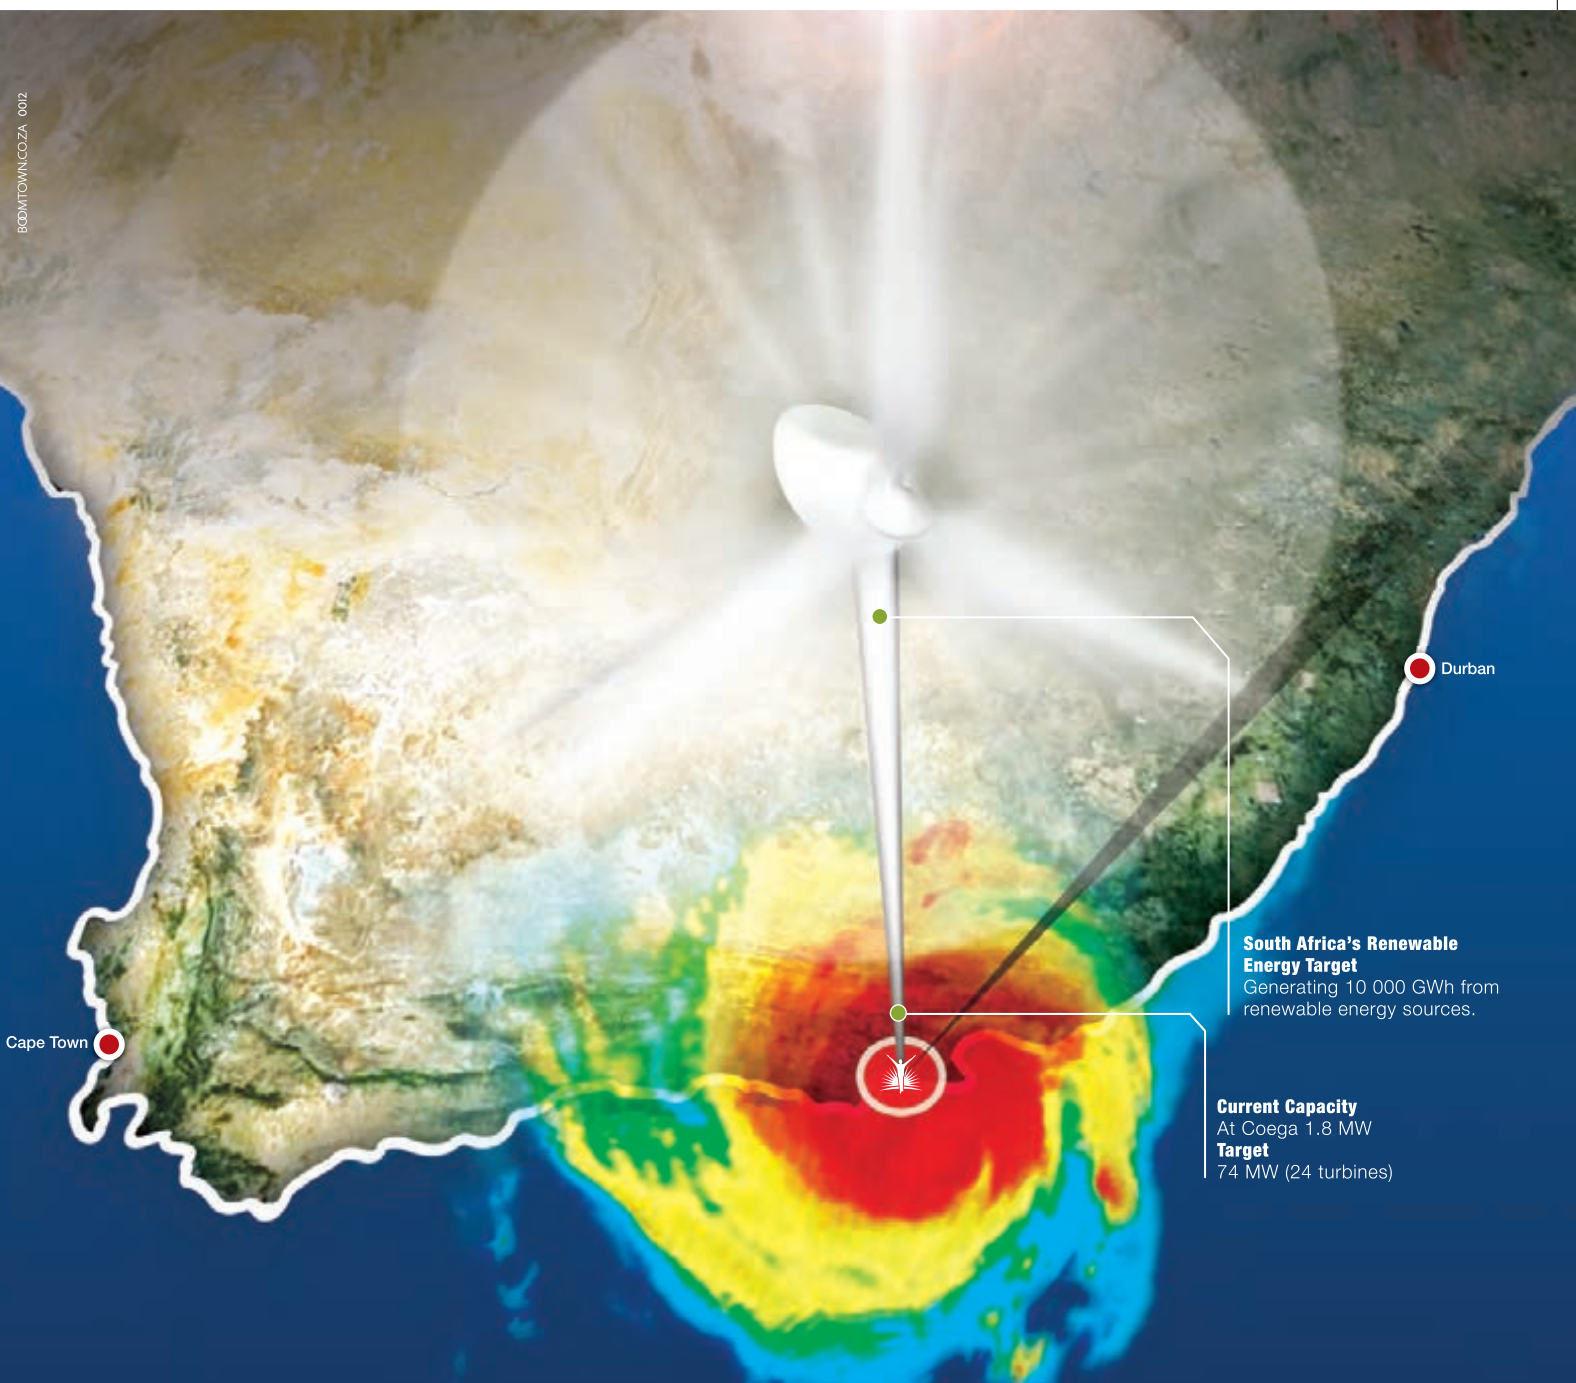 BOOMTOWN.CO.ZA 0012
Durban
South Africa's Renewable
Energy Target
Generating 10 000 GWh from
renewable energy sources.
Cape Town
Current Capacity
At Coega 1.8 MW
Target
74 MW (24 turbines)